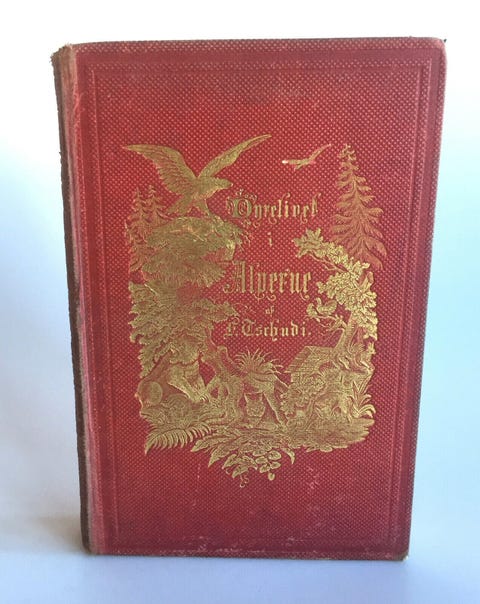 Dyrelivet
i
Alperne
af
F. Tschudi.